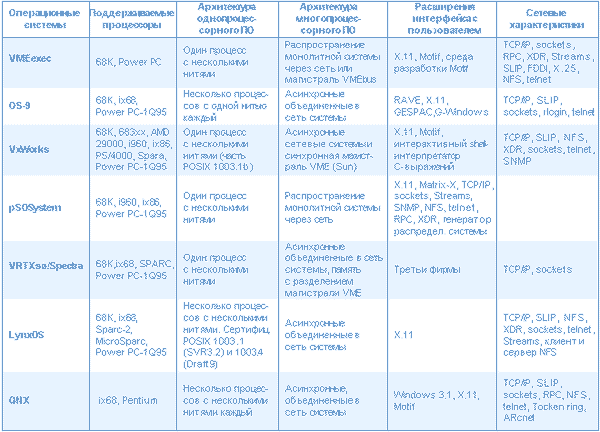 Операционные системы
Поддерживаемые процессоры
Архитектура однопроцессорного ПО
Архитектура многопроцессорного ПО
Расширения интерфейса с пользователем
Сетевые характеристики
VMEexec
68K, Power PC
Один процесс
с несколькими
нитями
Распространение
монолитной системы
через сеть или
магистраль VMEbus
X.11, Motif, среда
разработки Motif
TCP/IP, sockets,
RPC, XDR, Streams,
SLIP, FDDI, X.25,
NFS, telnet
OS-9
68K, ix68,
Power PC-1Q95
Несколько процес-
сов с одной нитью
каждый
Асинхронные
объединенные в
сеть системы
RAVE, X.11,
GESPAC,G-Windows
TCP/IP, SLIP,
sockets, rlogin, telnet
VxWorks
68K, 683xx, AMD
29000, i960, ix86,
PS/4000, Spara,
Power PC-1Q95
Один процесс
с несколькими
нитями (часть
POSIX 1003.1b)
Асинхронные
сетевые системы и
синхронная магист-
раль VME (Sun)
X.11, Motif,
интерактивный shell-
интерпретатор
С-выражений
TCP/IP, SLIP, NFS,
XDR, sockets, telnet,
SNMP
pSOSystem
68K, i960, ix86,
Power PC-1Q95
Один процесс
с несколькими
нитями
Распространение
монолитной системы
через сеть
X.11, Matrix-X, TCP/IP,
sockets, Streams,
SNMP, NFS, telnet,
RPC, XDR, генератор
распредел. системы
VRTXsa/Spectra
68K,ix68, SPARC,
Power PC-1Q95
Один процесс
с несколькими
нитями
Асинхронные
объединенные в сеть
системы, память
с разделением
магистрали VME
Третьи фирмы
TCP/IP, sockets
LynxOS
68K, ix68,
Sparc-2,
MicroSparc,
Power PC-1Q95
Несколько процес-
сов с несколькими
нитями. Сертифиц.
POSIX 1003.1
(SVR3.2) и 1003.4
(Draft 9)
Асинхронные
объединенные в
сеть системы
X.11
TCP/IP, SLIP, NFS,
XDR, sockets, telnet,
Streams, клиент и
сервер NFS
QNX
ix68, Pentium
Несколько процес-
сов с несколькими
нитями каждый
Асинхронные,
объединенные в
сеть системы
Windows 3.1, X.11,
Motif
TCP/IP, SLIP,
sockets, RPC, NFS,
telnet, Tocken ring,
ARcnet